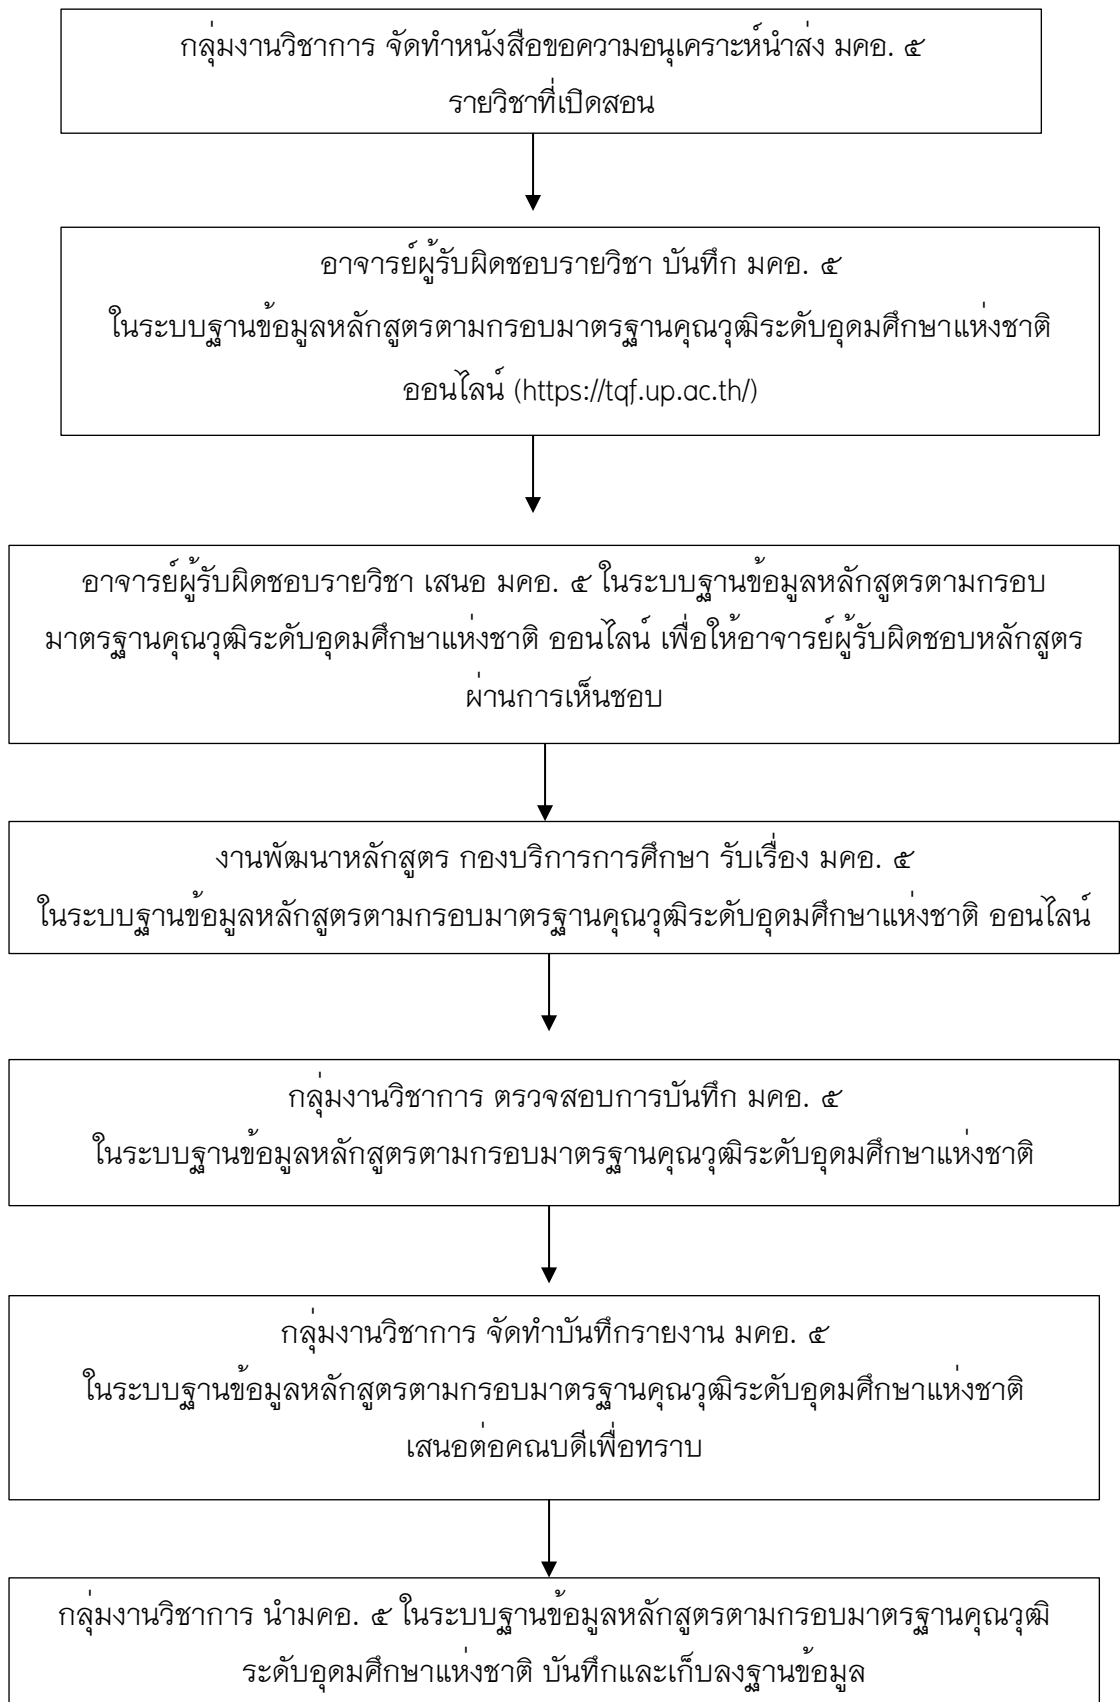 กลุ่มงานวิชาการ จัดทำหนังสือขอความอนุเคราะห์นำส่ง มคอ. ๕
รายวิชาที่เปิดสอน
อาจารย์ผู้รับผิดชอบรายวิชา บันทึก มคอ. ๕
ในระบบฐานข้อมูลหลักสูตรตามกรอบมาตรฐานคุณวุฒิระดับอุดมศึกษาแห่งชาติ
ออนไลน์ (https://tqf.up.ac.th/)
อาจารย์ผู้รับผิดชอบรายวิชา เสนอ มคอ. ๕ ในระบบฐานข้อมูลหลักสูตรตามกรอบ
มาตรฐานคุณวุฒิระดับอุดมศึกษาแห่งชาติ ออนไลน์ เพื่อให้อาจารย์ผู้รับผิดชอบหลักสูตร
ผ่านการเห็นชอบ
งานพัฒนาหลักสูตร กองบริการการศึกษา รับเรื่อง มคอ. ๕
ในระบบฐานข้อมูลหลักสูตรตามกรอบมาตรฐานคุณวุฒิระดับอุดมศึกษาแห่งชาติ ออนไลน์
กลุ่มงานวิชาการ ตรวจสอบการบันทึก มคอ. ๕
ในระบบฐานข้อมูลหลักสูตรตามกรอบมาตรฐานคุณวุฒิระดับอุดมศึกษาแห่งชาติ
กลุ่มงานวิชาการ จัดทำบันทึกรายงาน มคอ. ๕
ในระบบฐานข้อมูลหลักสูตรตามกรอบมาตรฐานคุณวุฒิระดับอุดมศึกษาแห่งชาติ
เสนอต่อคณบดีเพื่อทราบ
กลุ่มงานวิชาการ นำมคอ. ๕ ในระบบฐานข้อมูลหลักสูตรตามกรอบมาตรฐานคุณวุฒิ
ระดับอุดมศึกษาแห่งชาติ บันทึกและเก็บลงฐานข้อมูล